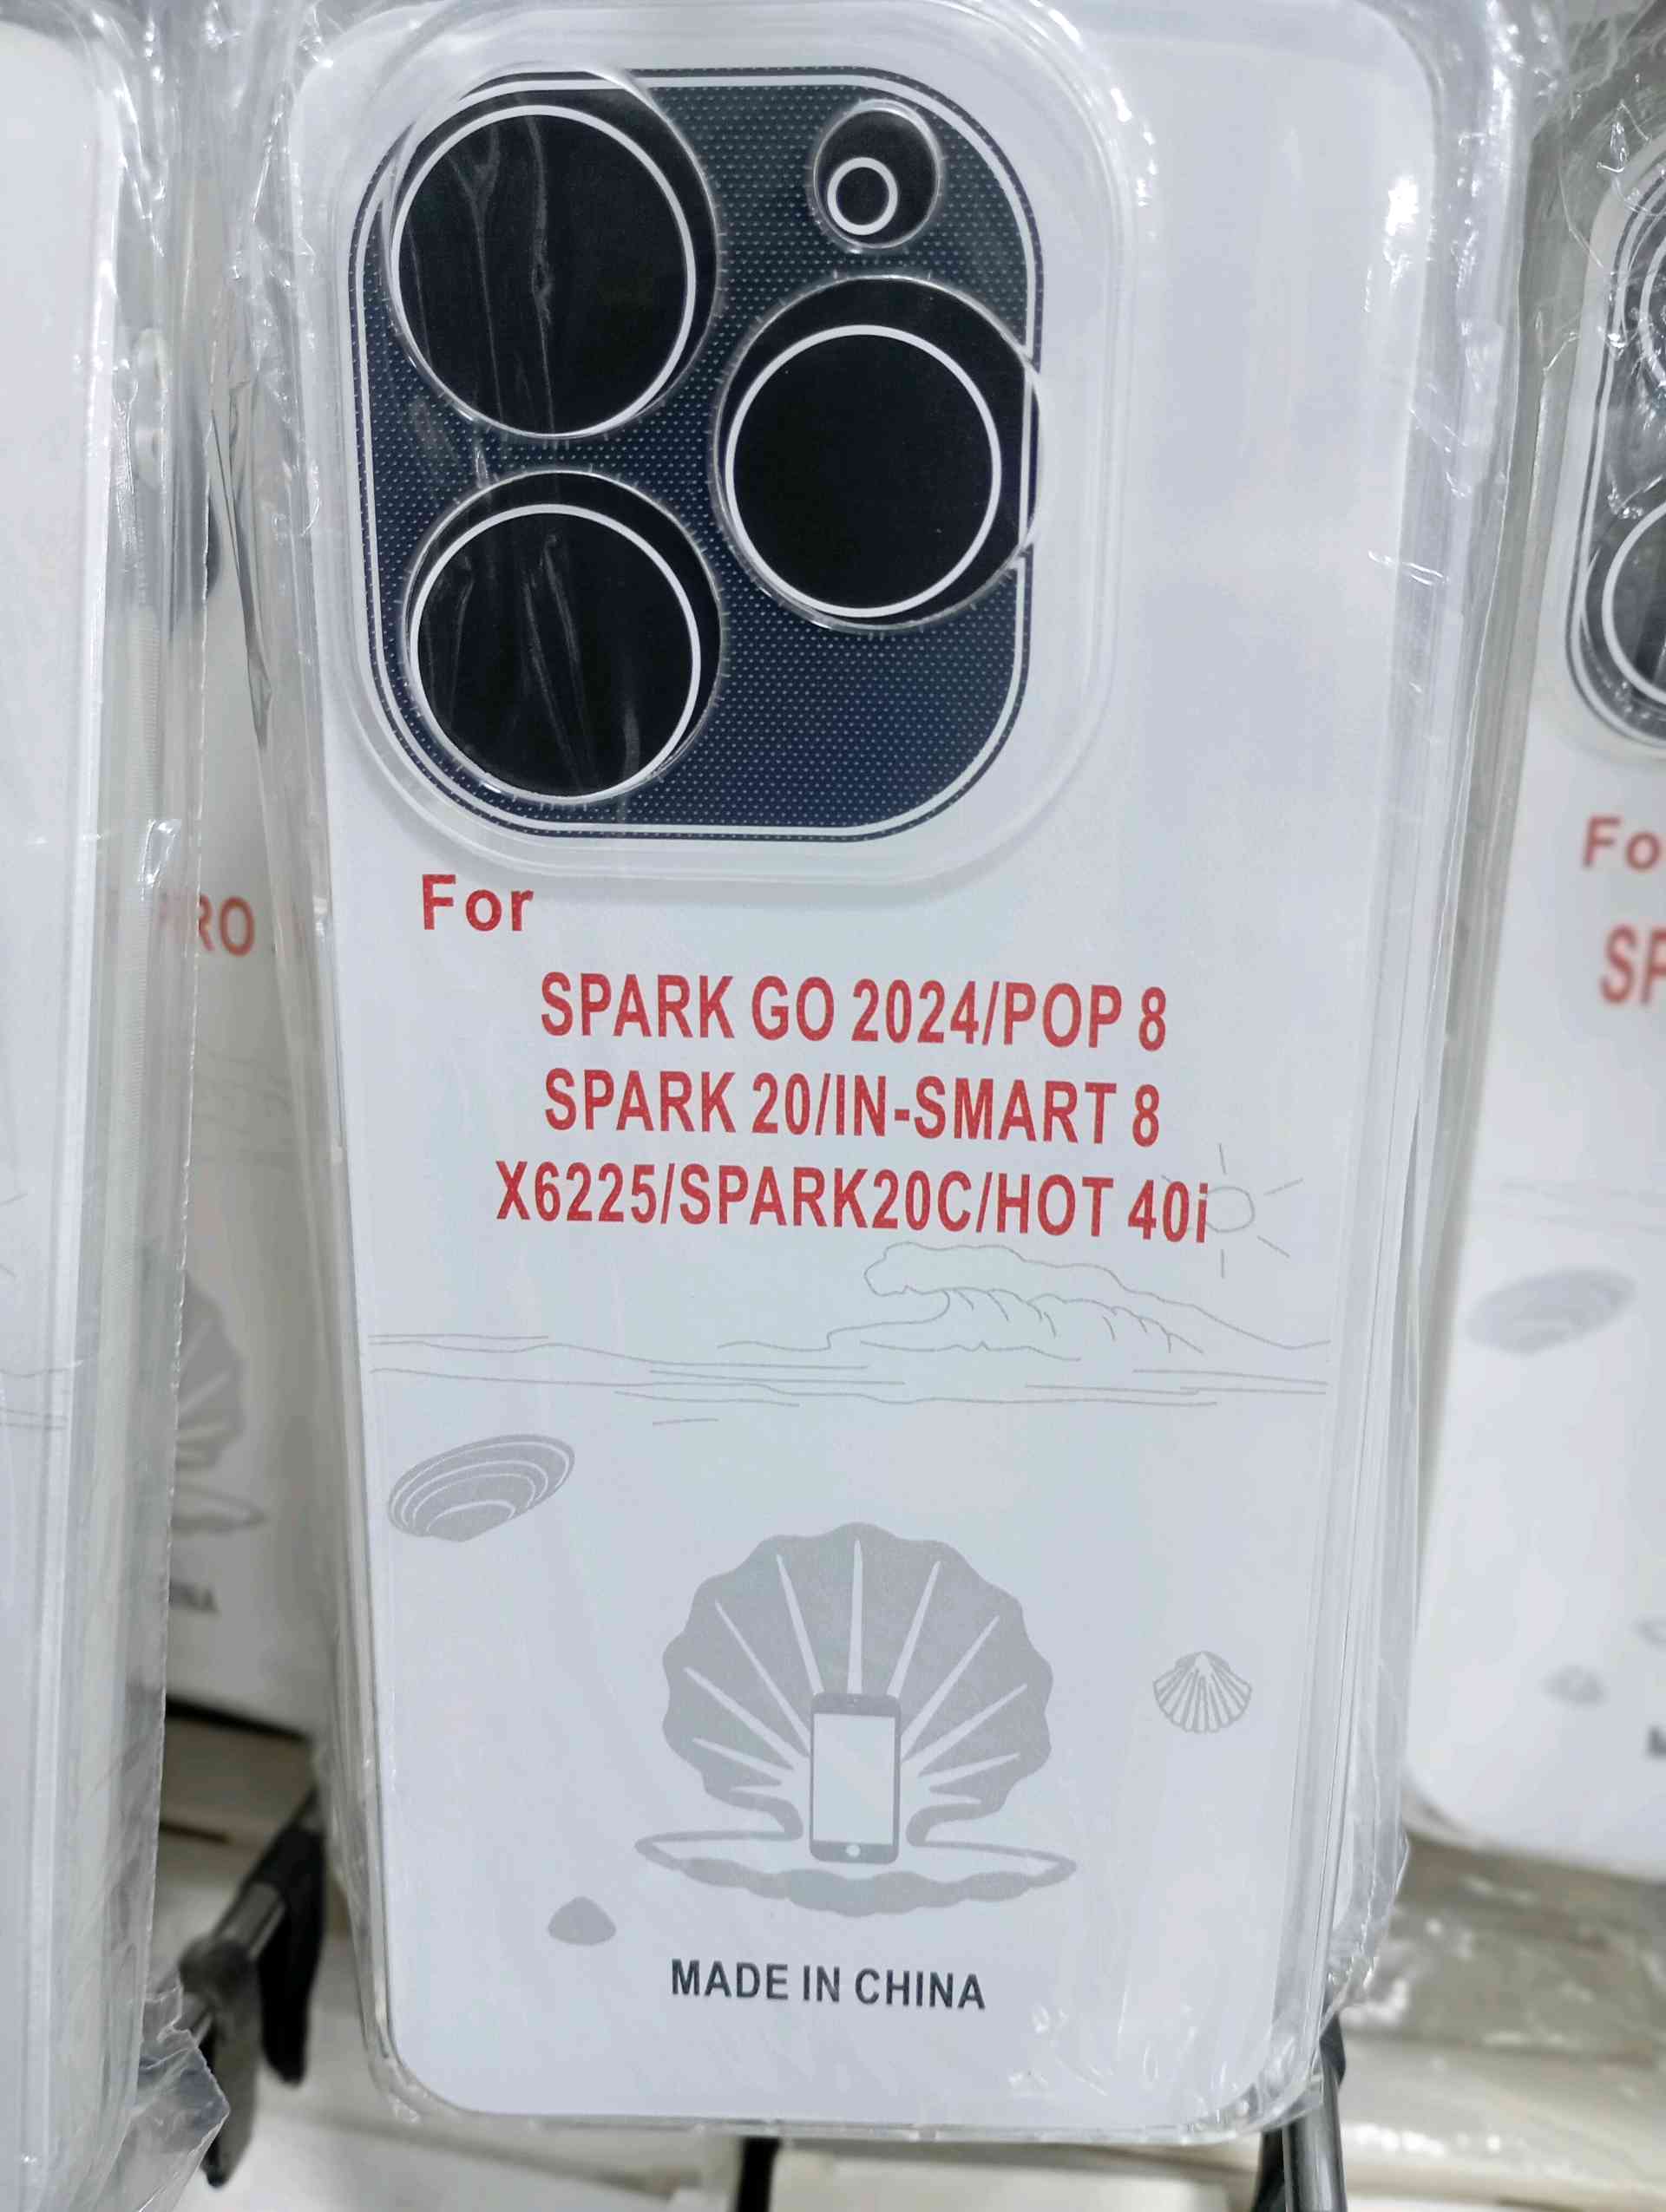 For
SPARK GO 2024/POP 8
SPARK 20/IN-SMART 8
X6225/SPARK20C/HOT 40i
MADE IN CHINA